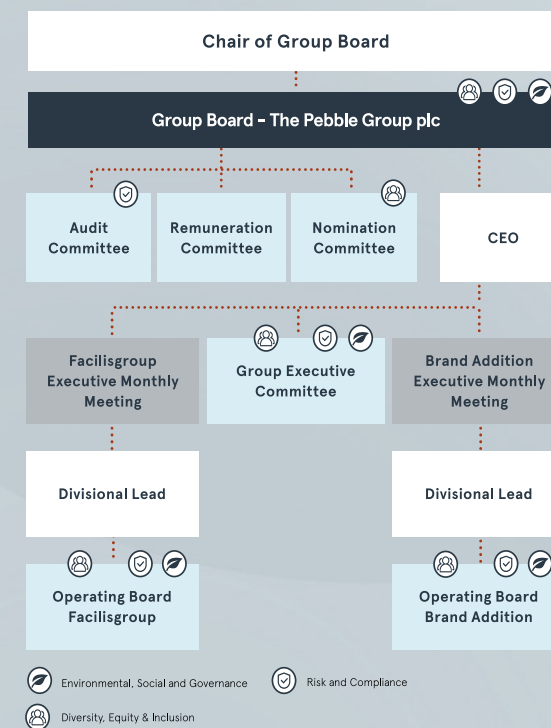 Chair of Group Board
Group Board – The Pebble Group plc
Audit
Committee
Remuneration
Committee
Nomination
Committee
CEO
Facilisgroup
Executive Monthly
Meeting
Group Executive
Committee
Brand Addition
Executive Monthly
Meeting
Divisional Lead
Divisional Lead
Operating Board
Facilisgroup
Operating Board
Brand Addition
Environmental, Social and Governance
Risk and Compliance
Diversity, Equity & Inclusion